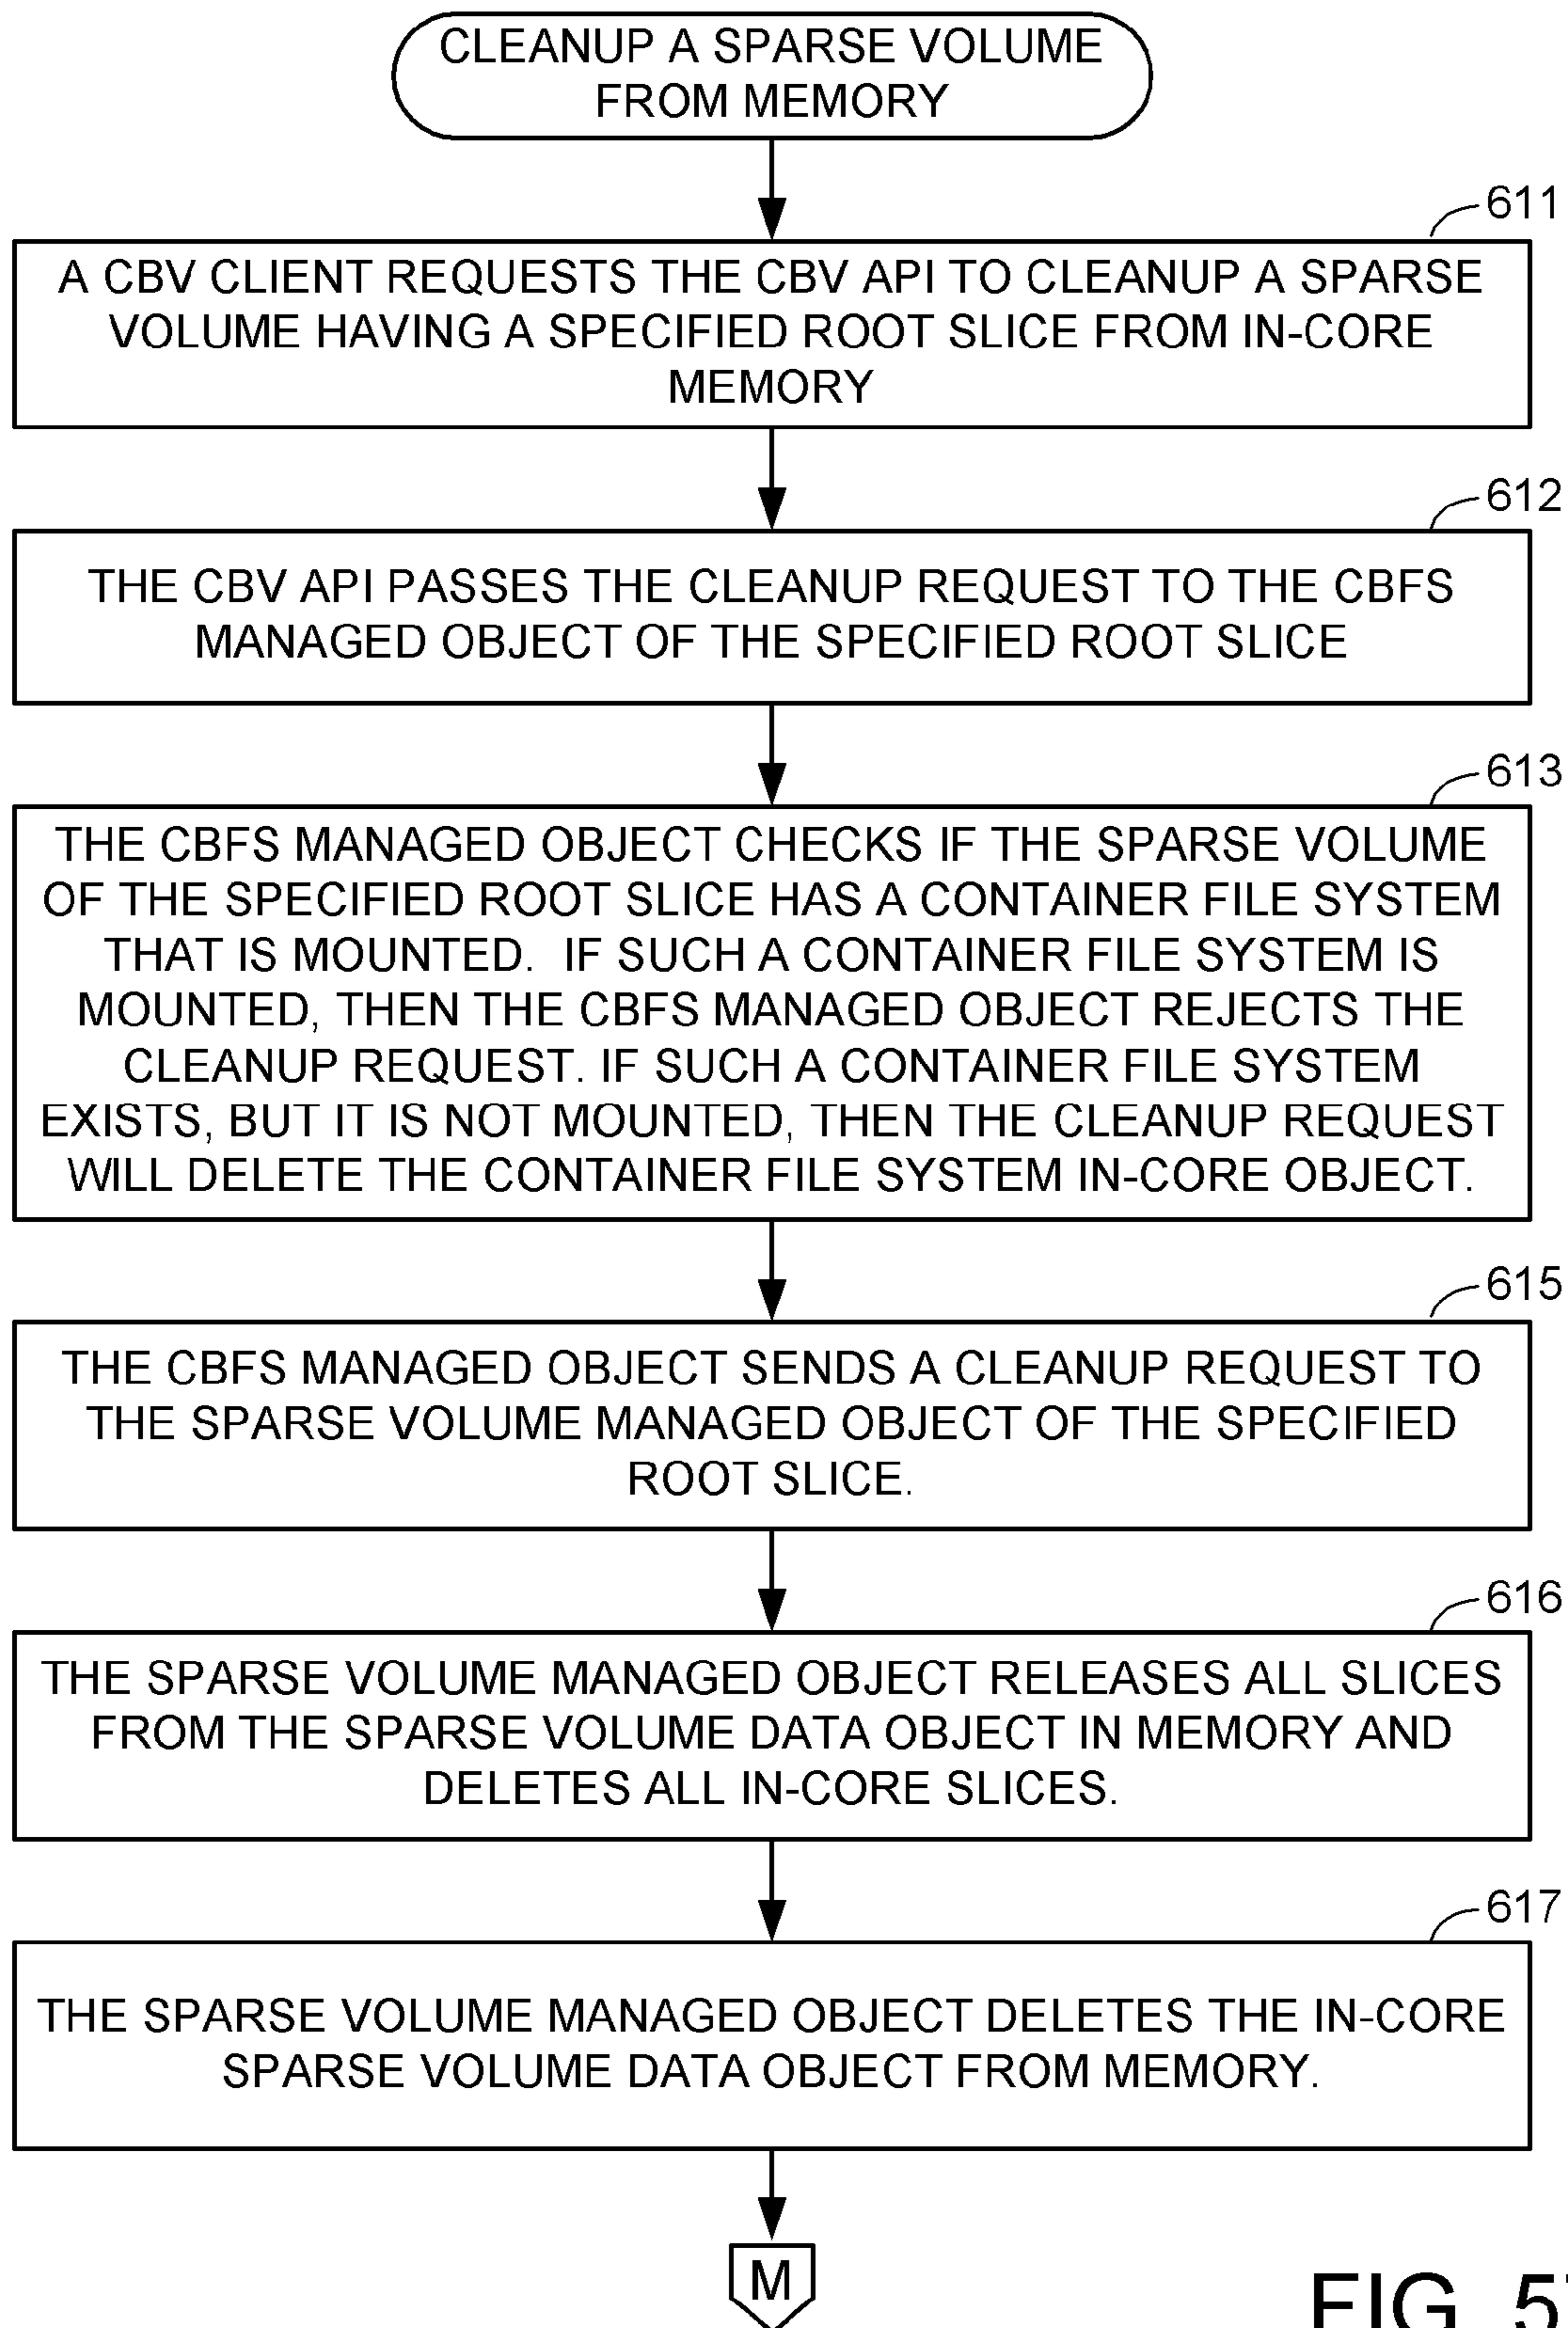 CLEANUP A SPARSE VOLUME
FROM MEMORY
611
A CBV CLIENT REQUESTS THE CBV API TO CLEANUP A SPARSE
VOLUME HAVING A SPECIFIED ROOT SLICE FROM IN-CORE
MEMORY
612
THE CBV API PASSES THE CLEANUP REQUEST TO THE CBFS
MANAGED OBJECT OF THE SPECIFIED ROOT SLICE
613
THE CBFS MANAGED OBJECT CHECKS IF THE SPARSE VOLUME
OF THE SPECIFIED ROOT SLICE HAS A CONTAINER FILE SYSTEM
THAT IS MOUNTED. IF SUCH A CONTAINER FILE SYSTEM IS
MOUNTED, THEN THE CBFS MANAGED OBJECT REJECTS THE
CLEANUP REQUEST. IF SUCH A CONTAINER FILE SYSTEM
EXISTS, BUT IT IS NOT MOUNTED, THEN THE CLEANUP REQUEST
WILL DELETE THE CONTAINER FILE SYSTEM IN-CORE OBJECT.
615
THE CBFS MANAGED OBJECT SENDS A CLEANUP REQUEST TO
THE SPARSE VOLUME MANAGED OBJECT OF THE SPECIFIED
ROOT SLICE.
616
THE SPARSE VOLUME MANAGED OBJECT RELEASES ALL SLICES
FROM THE SPARSE VOLUME DATA OBJECT IN MEMORY AND
DELETES ALL IN-CORE SLICES.
617
THE SPARSE VOLUME MANAGED OBJECT DELETES THE IN-CORE
SPARSE VOLUME DATA OBJECT FROM MEMORY.
M
FIG.